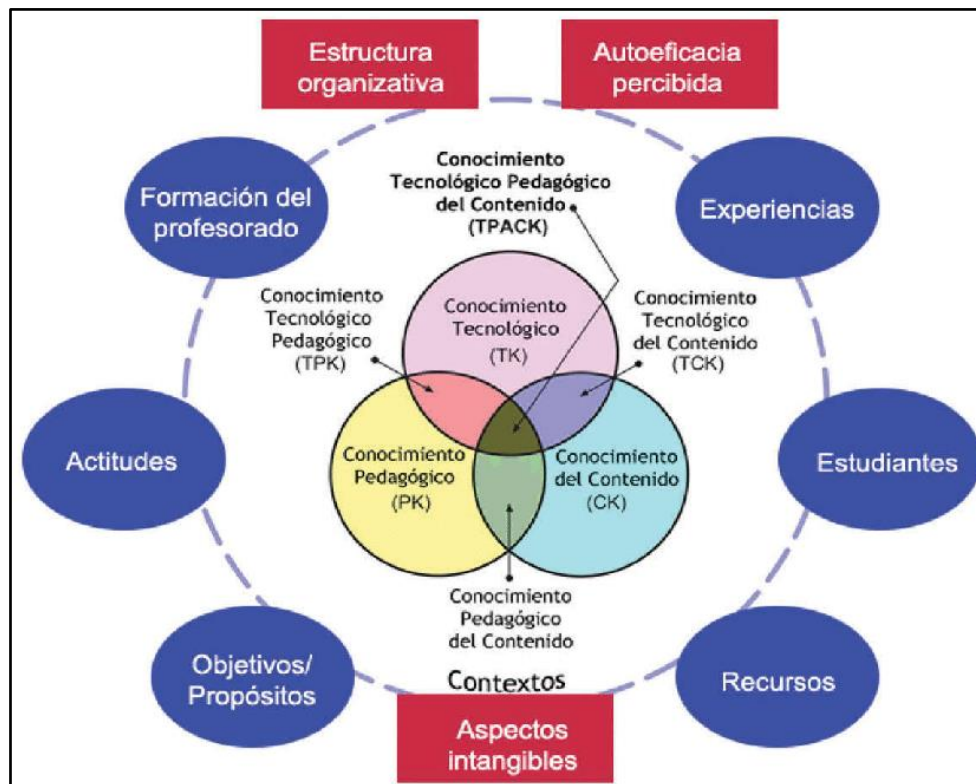 Estructura
organizativa
Autoeficacia
percibida
Formación del
profesorado
Conocimiento
Tecnológico Pedagógico
del Contenido
(TPACK)
Experiencias
Conocimiento
Tecnológico
Pedagógico
(TPK)
Conocimiento
Tecnológico
(TK)
Conocimiento
Tecnológico
del Contenido
(TCK)
Actitudes
Conocimiento
Pedagógico
(PK)
Conocimiento
del Contenido
(CK)
Estudiantes
Conocimiento
Pedagógico
del Contenido
Objetivos/
Propósitos
Contextos
Recursos
Aspectos
intangibles